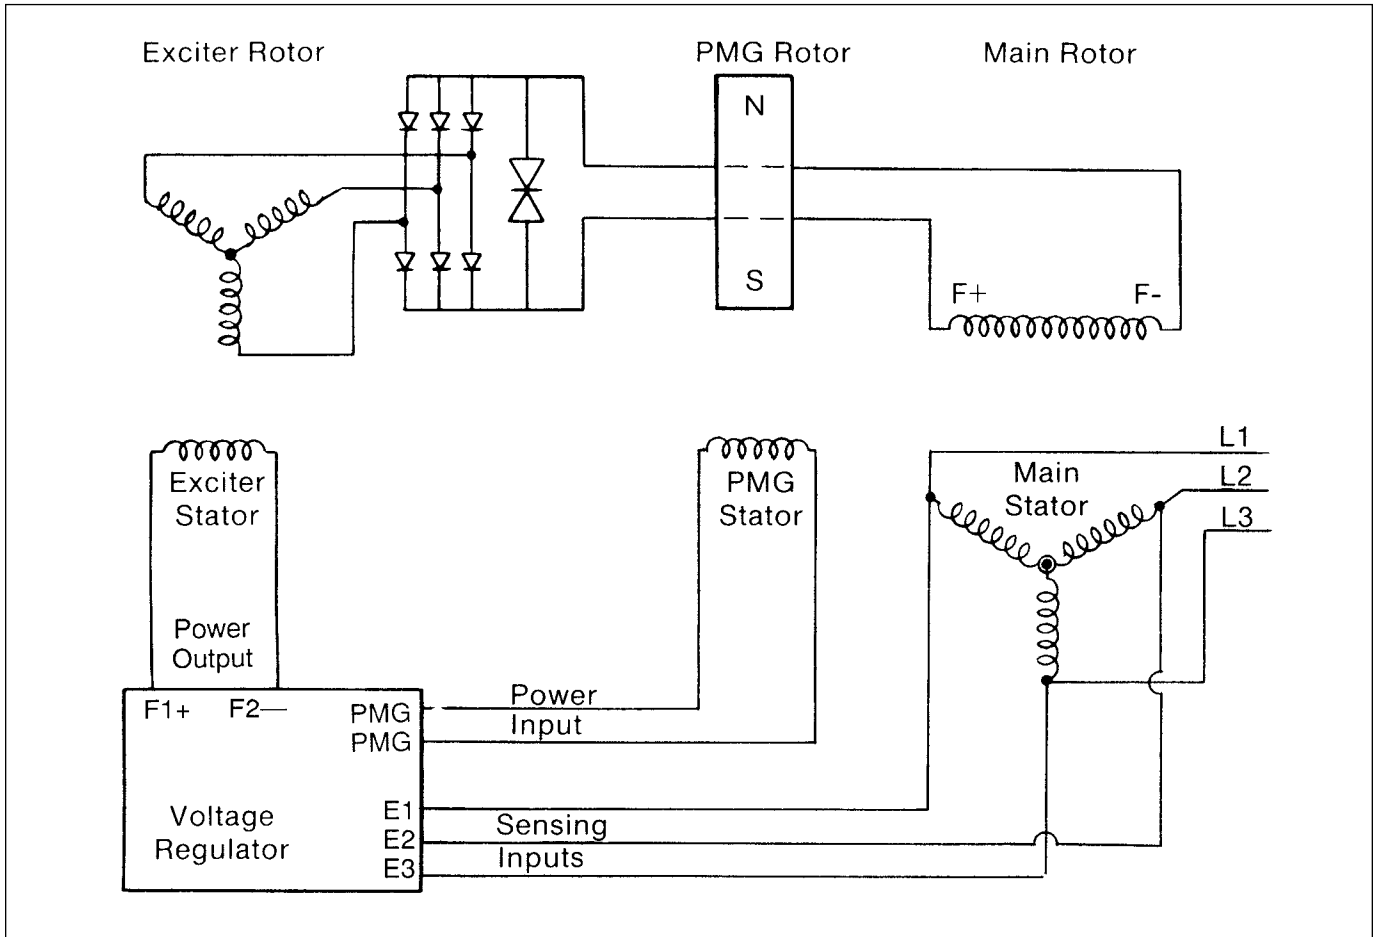 Exciter Rotor
PMG Rotor
Main Rotor
N
S
F+
F-
Exciter
Stator
PMG
Stator
Main
Stator
L1
L2
L3
Power
Output
F1+
F2—
PMG
PMG
Power
Input
Voltage
Regulator
E1
E2
E3
Sensing
Inputs